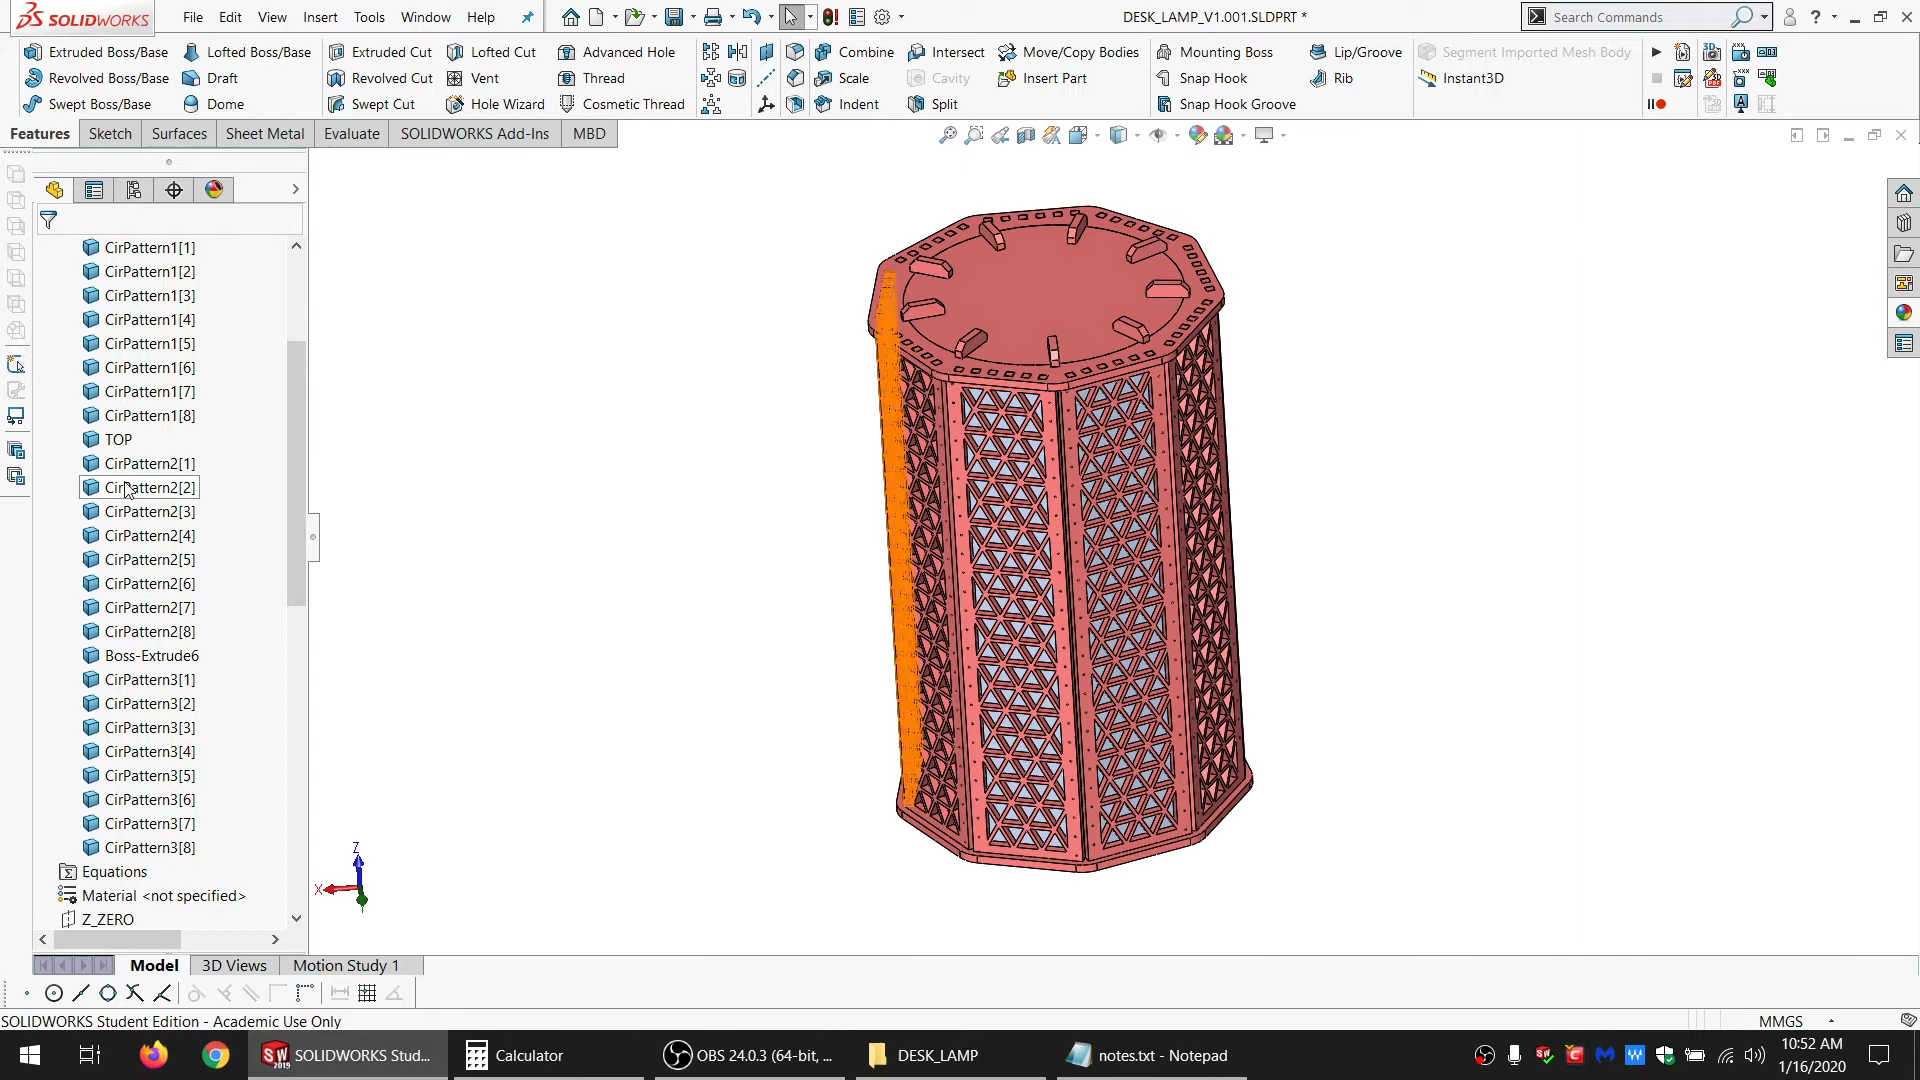 SOLIDWORKS
File Edit View Insert Tools Window Help
DESK_LAMP_V1.001.SLDPRT *
Search Commands
Extruded Boss/Base
Lofted Boss/Base
Extruded Cut
Lofted Cut
Advanced Hole
Combine
Intersect
Move/Copy Bodies
Mounting Boss
Lip/Groove
Segment Imported Mesh Body
Revolved Boss/Base
Draft
Revolved Cut
Vent
Thread
Scale
Cavity
Insert Part
Snap Hook
Rib
Instant3D
Swept Boss/Base
Dome
Swept Cut
Hole Wizard
Cosmetic Thread
Indent
Split
Snap Hook Groove
Features Sketch Surfaces Sheet Metal Evaluate SOLIDWORKS Add-Ins MBD
CirPattern1[1]
CirPattern1[2]
CirPattern1[3]
CirPattern1[4]
CirPattern1[5]
CirPattern1[6]
CirPattern1[7]
CirPattern1[8]
TOP
CirPattern2[1]
CirPattern2[2]
CirPattern2[3]
CirPattern2[4]
CirPattern2[5]
CirPattern2[6]
CirPattern2[7]
CirPattern2[8]
Boss-Extrude6
CirPattern3[1]
CirPattern3[2]
CirPattern3[3]
CirPattern3[4]
CirPattern3[5]
CirPattern3[6]
CirPattern3[7]
CirPattern3[8]
Equations
Material <not specified>
Z_ZERO
Z
X
Model 3D Views Motion Study 1
SOLIDWORKS Student Edition - Academic Use Only
MMGS
SOLIDWORKS Stud...
Calculator
OBS 24.0.3 (64-bit, ...
DESK_LAMP
notes.txt - Notepad
10:52 AM
1/16/2020